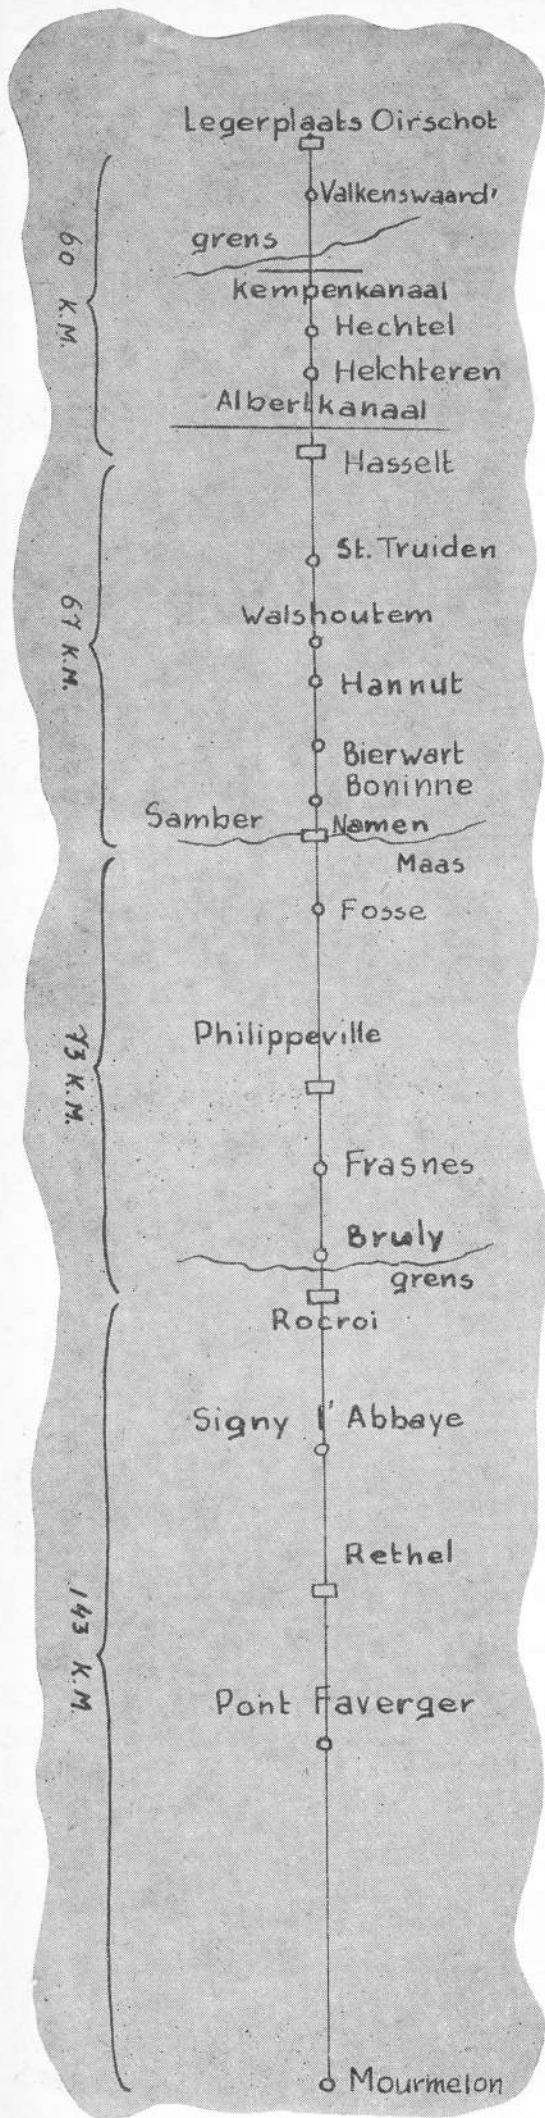 Legerplaats Oirschot
Valkenswaard'
grens
60 K.M.
Kempenkanaal
Hechtel
Helchteren
Albertkanaal
Hasselt
St. Truiden
67 K.M.
Walshoutem
Hannut
Bierwart
Boninne
Samber
Namen
Maas
Fosse
Philippeville
73 K.M.
Frasnes
Bruly
grens
Rocroi
Signy l' Abbaye
Rethel
143 K.M.
Pont Faverger
Mourmelon